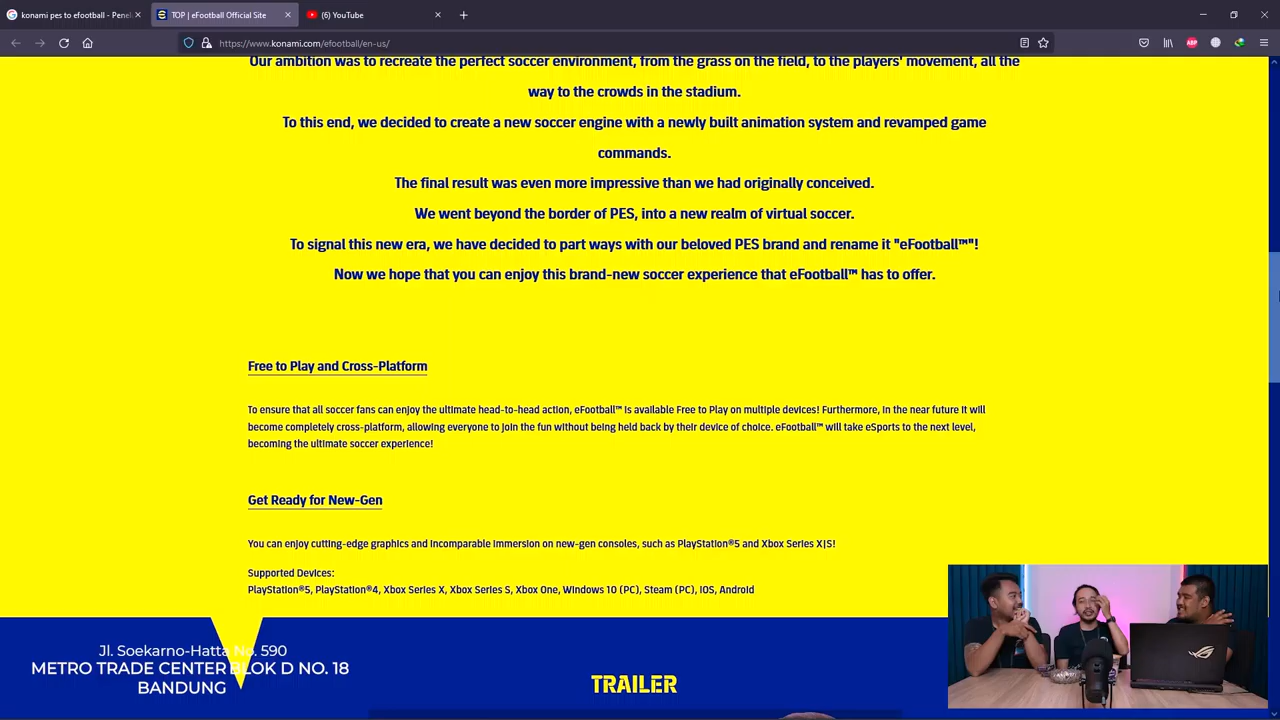 konami pes to efootball - Pene
TOP | eFootball Official Site
(6) YouTube
https://www.konami.com/efootball/en-us/
ABP
Our ambition was to recreate the perfect soccer environment, from the grass on the field, to the players' movement, all the
way to the crowds in the stadium.
To this end, we decided to create a new soccer engine with a newly built animation system and revamped game
commands.
The final result was even more impressive than we had originally conceived.
We went beyond the border of PES, into a new realm of virtual soccer.
To signal this new era, we have decided to part ways with our beloved PES brand and rename it "eFootball™"!
Now we hope that you can enjoy this brand-new soccer experience that eFootball™ has to offer.
Free to Play and Cross-Platform
To ensure that all soccer fans can enjoy the ultimate head-to-head action, eFootball™ is available Free to Play on multiple devices! Furthermore, in the near future it will
become completely cross-platform, allowing everyone to join the fun without being held back by their device of choice. eFootball™ will take eSports to the next level,
becoming the ultimate soccer experience!
Get Ready for New-Gen
You can enjoy cutting-edge graphics and incomparable immersion on new-gen consoles, such as PlayStation®5 and Xbox Series X|S!
Supported Devices:
PlayStation®5, PlayStation®4, Xbox Series X, Xbox Series S, Xbox One, Windows 10 (PC), Steam (PC), iOS, Android
Jl. Soekarno-Hatta No. 590
METRO TRADE CENTER BLOK D NO. 18
BANDUNG
TRAILER